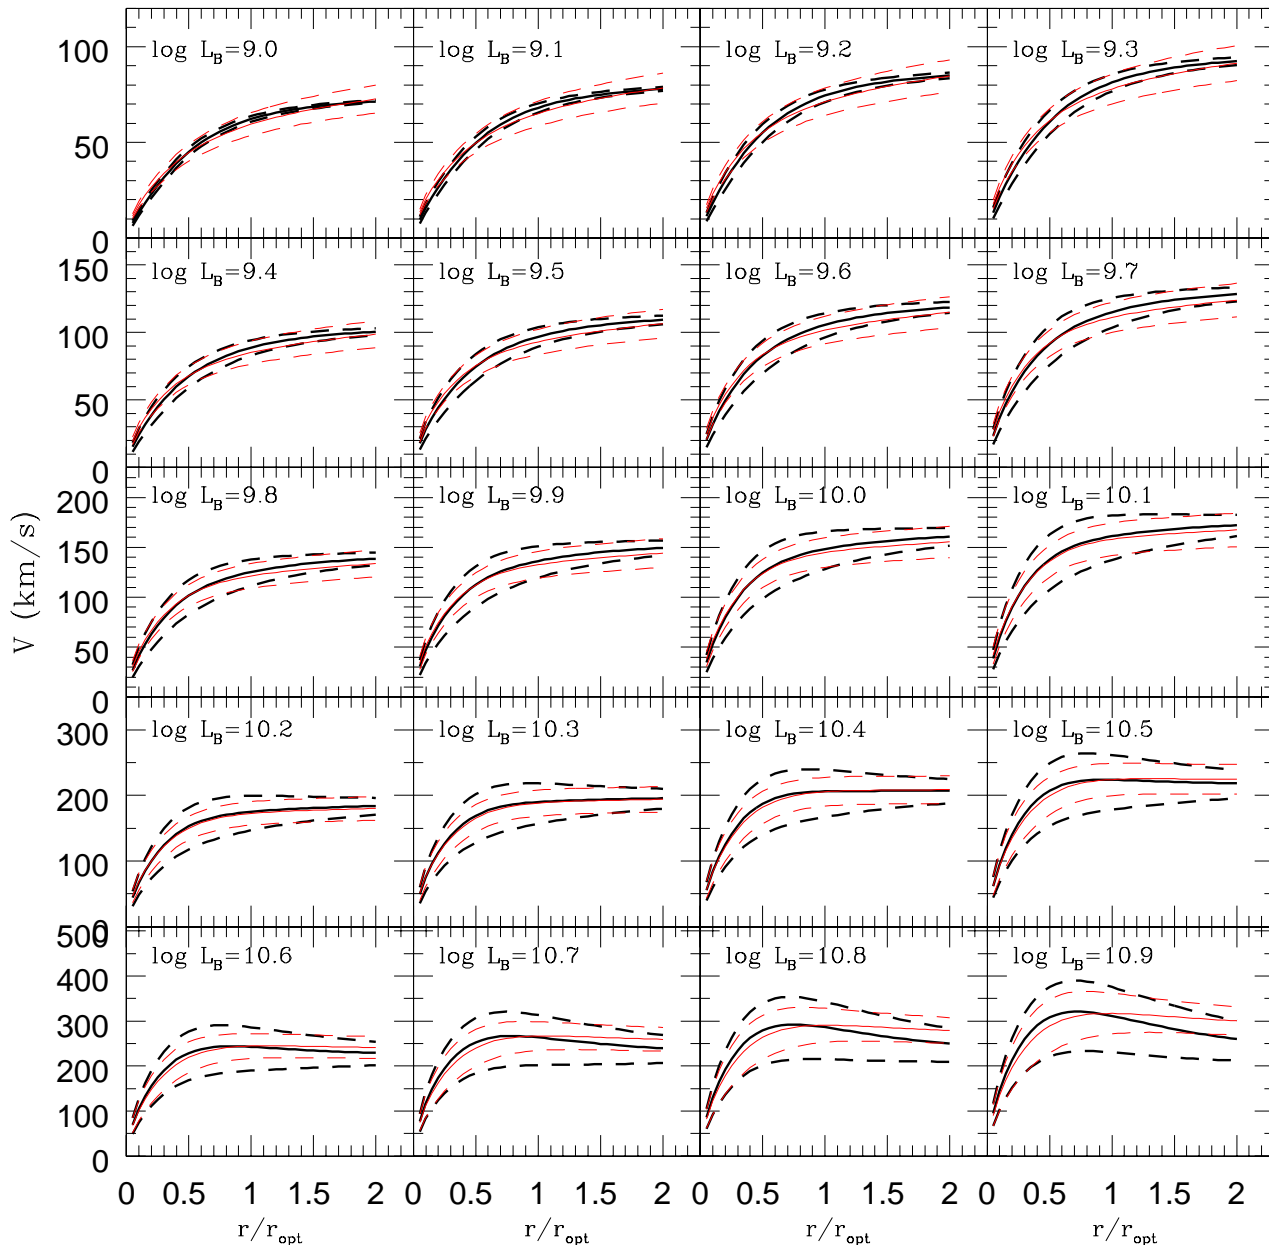 100
log L_B=9.0
log L_B=9.1
log L_B=9.2
log L_B=9.3
50
0
150
log L_B=9.4
log L_B=9.5
log L_B=9.6
log L_B=9.7
100
50
0
200
log L_B=9.8
log L_B=9.9
log L_B=10.0
log L_B=10.1
150
100
50
0
V (km/s)
300
log L_B=10.2
log L_B=10.3
log L_B=10.4
log L_B=10.5
200
100
0
500
log L_B=10.6
log L_B=10.7
log L_B=10.8
log L_B=10.9
400
300
200
100
0
0 0.5 1 1.5 2 0 0.5 1 1.5 2 0 0.5 1 1.5 2 0 0.5 1 1.5 2
r/r_opt r/r_opt r/r_opt r/r_opt